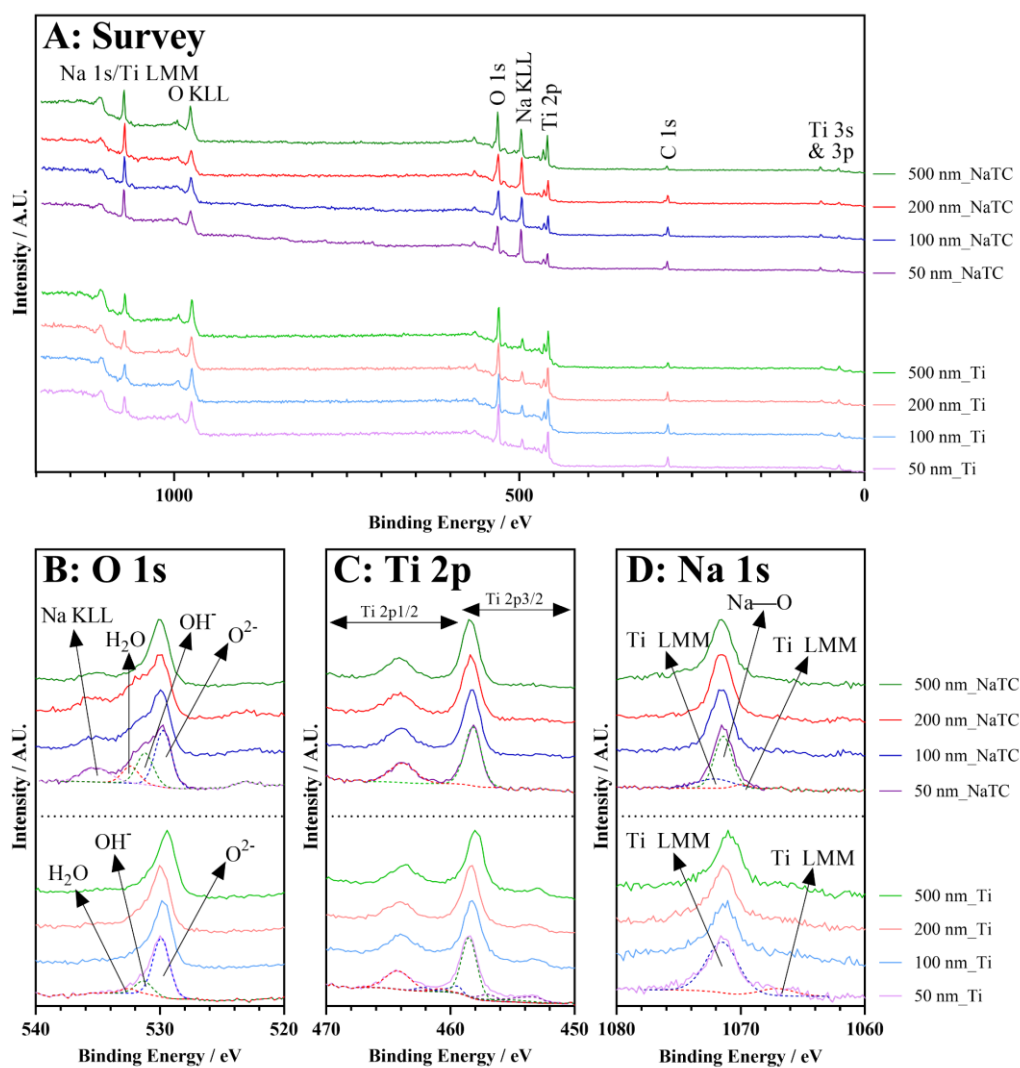 A: Survey
Na 1s/Ti LMM
O KLL
O 1s
Na KLL
Ti 2p
C 1s
Ti 3s
& 3p
500 nm_NaTC
200 nm_NaTC
100 nm_NaTC
50 nm_NaTC
500 nm_Ti
200 nm_Ti
100 nm_Ti
50 nm_Ti
Intensity / A.U.
1000
500
0
Binding Energy / eV
B: O 1s
Na KLL
H2O
OH-
O2-
H2O
OH-
O2-
Intensity / A.U.
540
530
520
Binding Energy / eV
C: Ti 2p
Ti 2p1/2
Ti 2p3/2
Intensity / A.U.
470
460
450
Binding Energy / eV
D: Na 1s
Na—O
Ti LMM
Ti LMM
Ti LMM
Ti LMM
Intensity / A.U.
1080
1070
1060
Binding Energy / eV
500 nm_NaTC
200 nm_NaTC
100 nm_NaTC
50 nm_NaTC
500 nm_Ti
200 nm_Ti
100 nm_Ti
50 nm_Ti